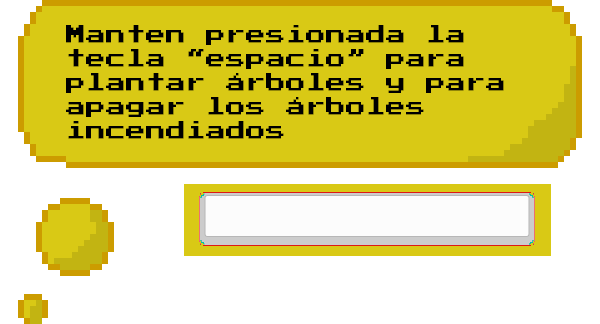 Manten presionada la
tecla “espacio” para
plantar árboles y para
apagar los árboles
incendiados